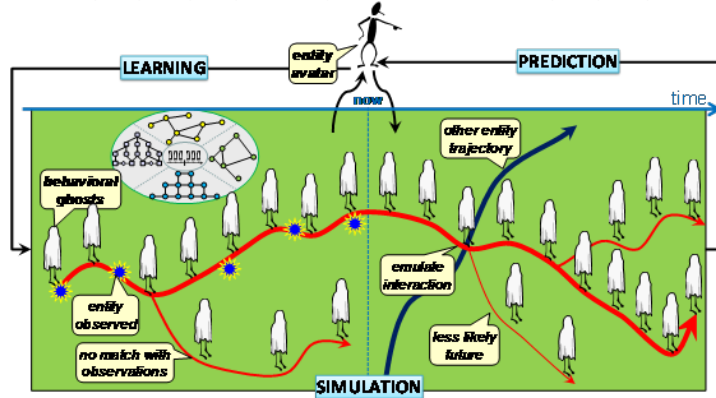 entity
avatar
LEARNING
PREDICTION
now
time
other entity
trajectory
behavioral
ghosts
emulate
interaction
entity
observed
less likely
future
no match with
observations
SIMULATION